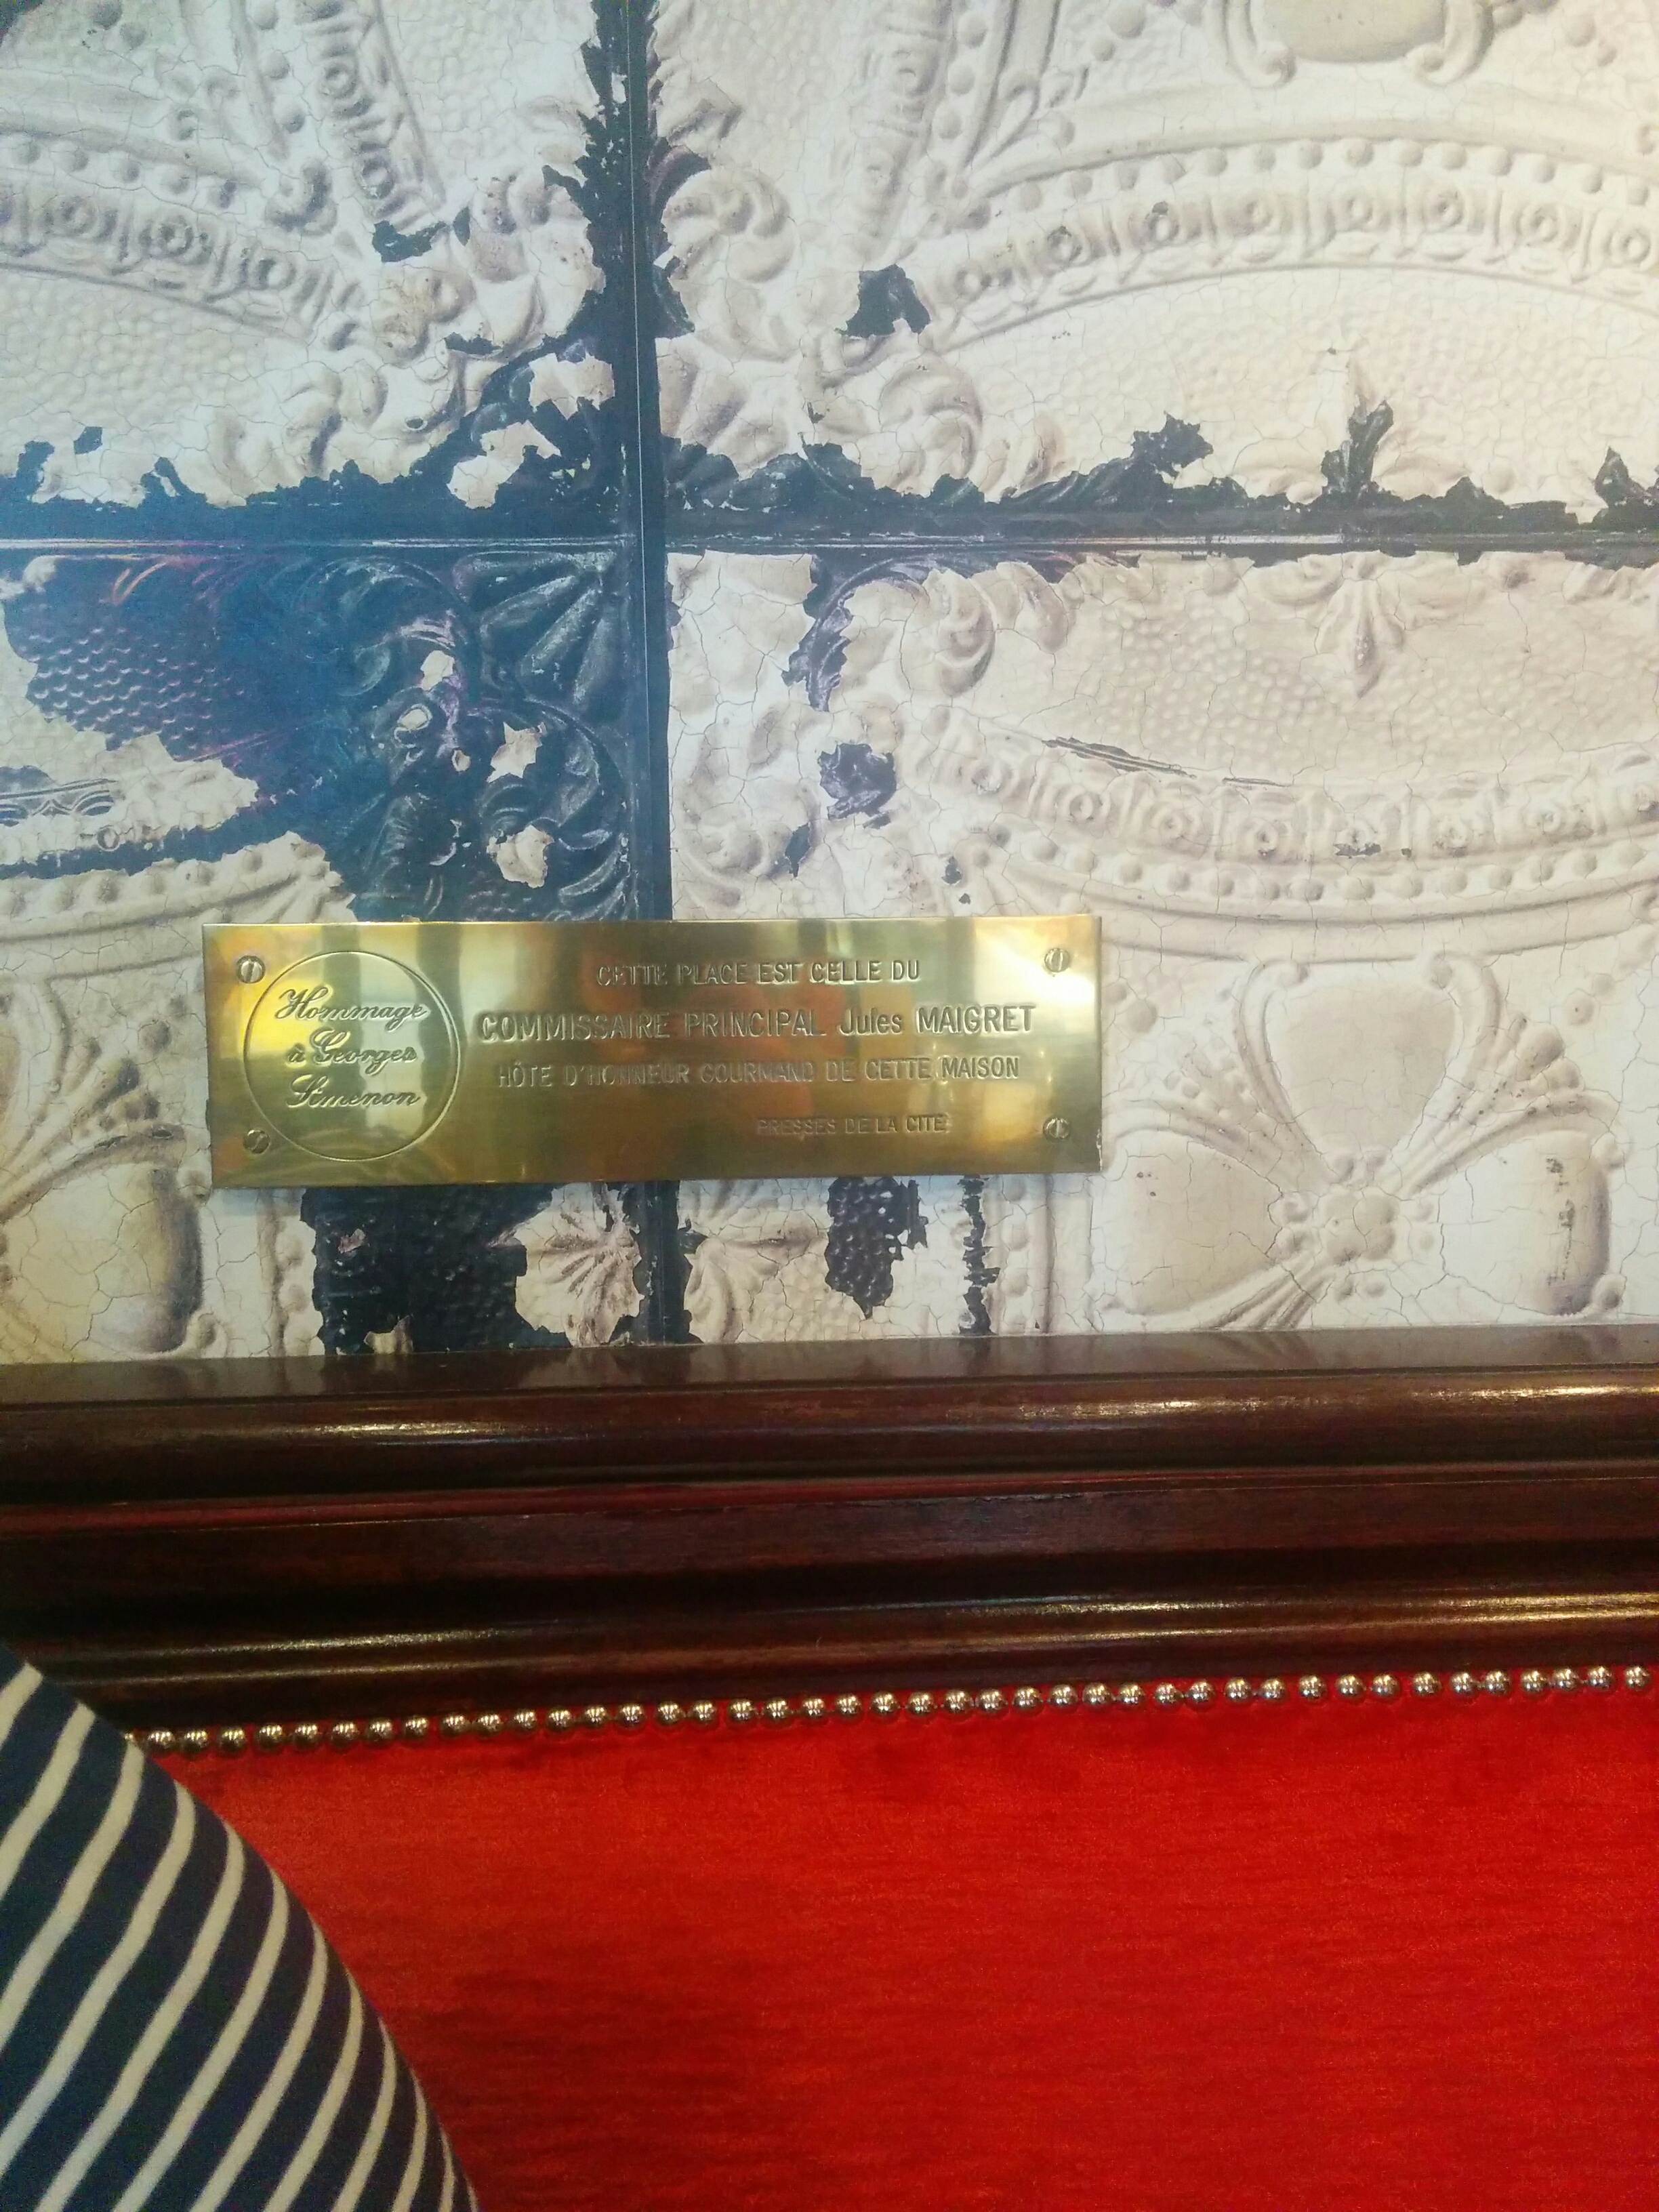 Hommage
à Georges
Simenon
CETTE PLACE EST CELLE DU
COMMISSAIRE PRINCIPAL Jules MAIGRET
HÔTE D'HONNEUR GOURMAND DE CETTE MAISON
PRESSES DE LA CITÉ